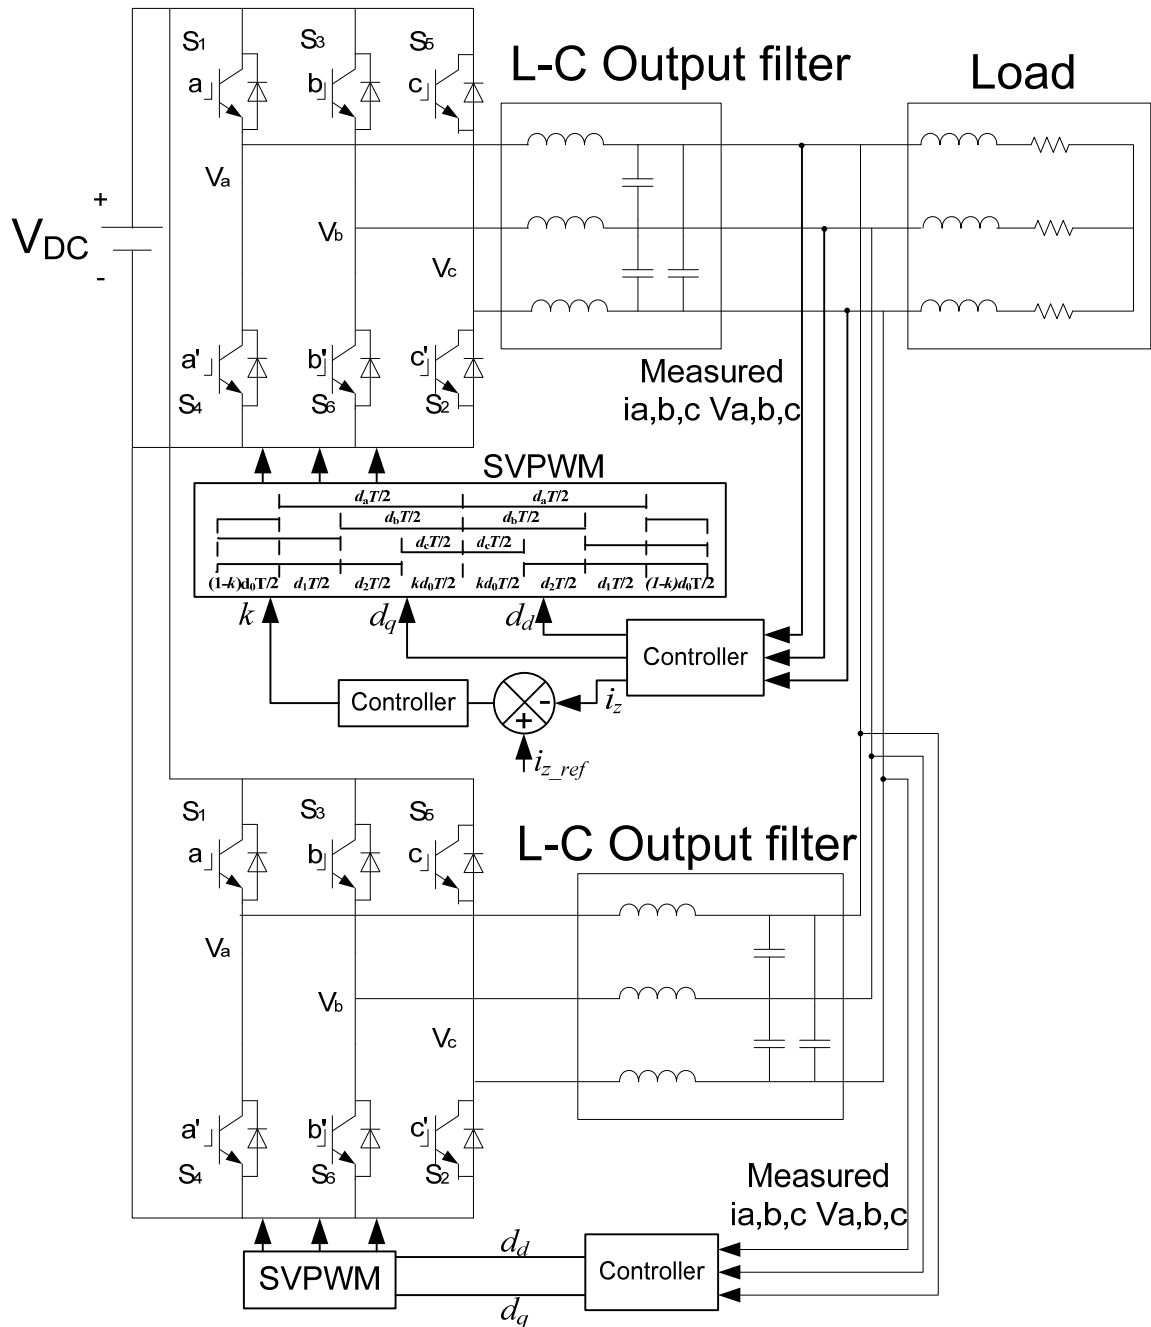 L-C Output filter
Load
S1
S3
S5
a
b
c
Va
Vb
Vc
+
VDC
-
a'
b'
c'
S4
S6
S2
Measured
ia,b,c Va,b,c
SVPWM
daT/2 daT/2
dbT/2 dbT/2
dcT/2 dcT/2
(1-k)d0T/2 d1T/2 d2T/2 kd0T/2 kd0T/2 d2T/2 d1T/2 (1-k)d0T/2
k
dq
dd
Controller
Controller
-
+
iz
iz_ref
S1
S3
S5
L-C Output filter
a
b
c
Va
Vb
Vc
a'
b'
c'
S4
S6
S2
Measured
ia,b,c Va,b,c
SVPWM
dd
dq
Controller